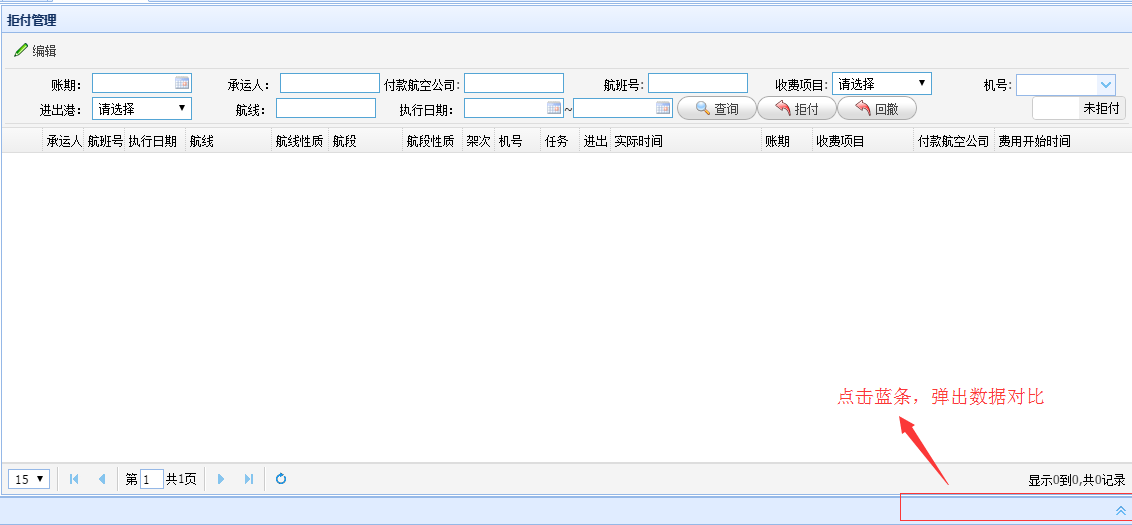 拒付管理
编辑
账期： 承运人： 付款航空公司: 航班号: 收费项目: 请选择 机号:
进出港： 请选择 航线： 执行日期： ~ 查询 拒付 回撤 未拒付
承运人 航班号 执行日期 航线 航线性质 航段 航段性质 架次 机号 任务 进出 实际时间 账期 收费项目 付款航空公司 费用开始时间
点击蓝条，弹出数据对比
15 第 1 共1页 显示0到0,共0记录